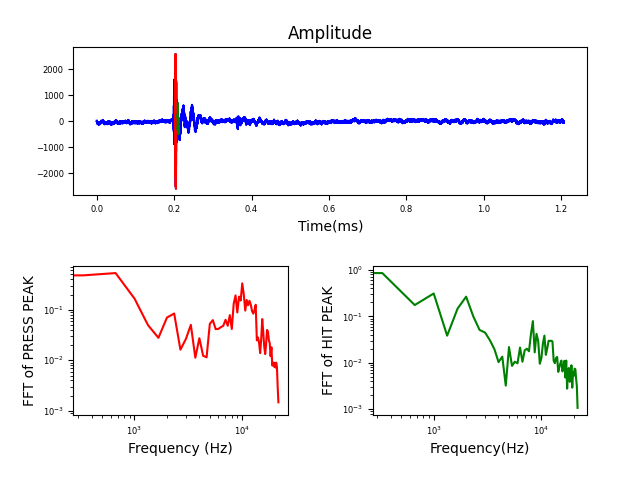 Amplitude
2000
1000
0
−1000
−2000
0.0 0.2 0.4 0.6 0.8 1.0 1.2
Time(ms)
FFT of PRESS PEAK
10⁻¹
10⁻²
10⁻³
10³ 10⁴
Frequency (Hz)
FFT of HIT PEAK
10⁰
10⁻¹
10⁻²
10⁻³
10³ 10⁴
Frequency(Hz)